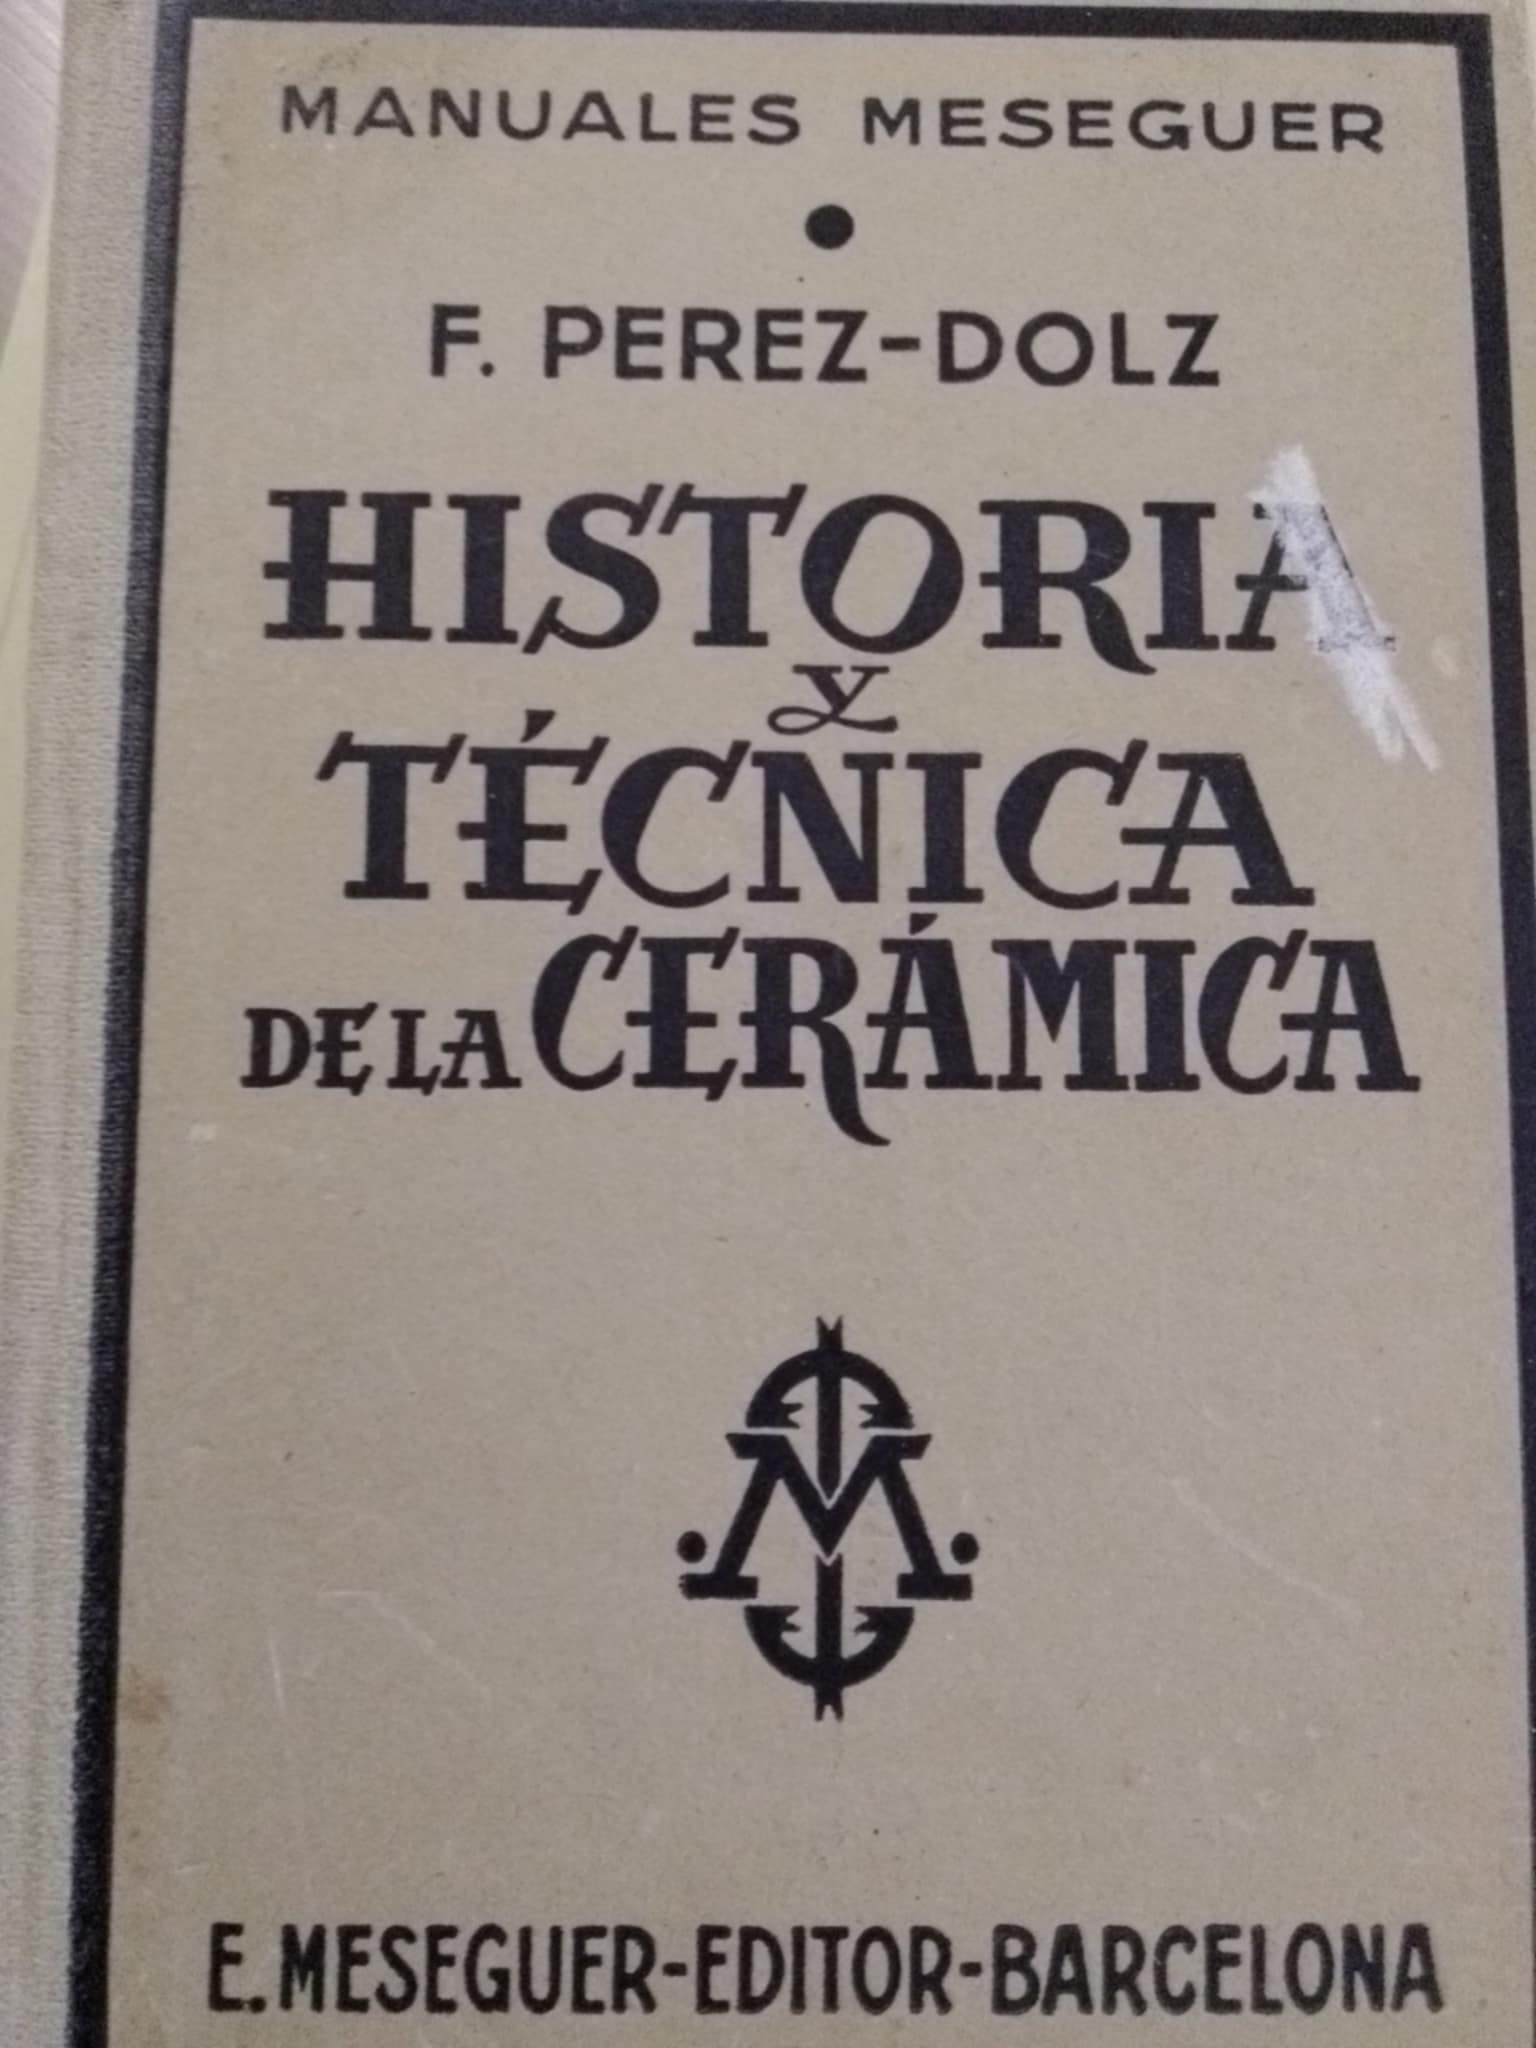 MANUALES MESEGUER
F. PEREZ-DOLZ
HISTORIA
Y
TÉCNICA
DE LA CERÁMICA
.M.
E. MESEGUER-EDITOR-BARCELONA